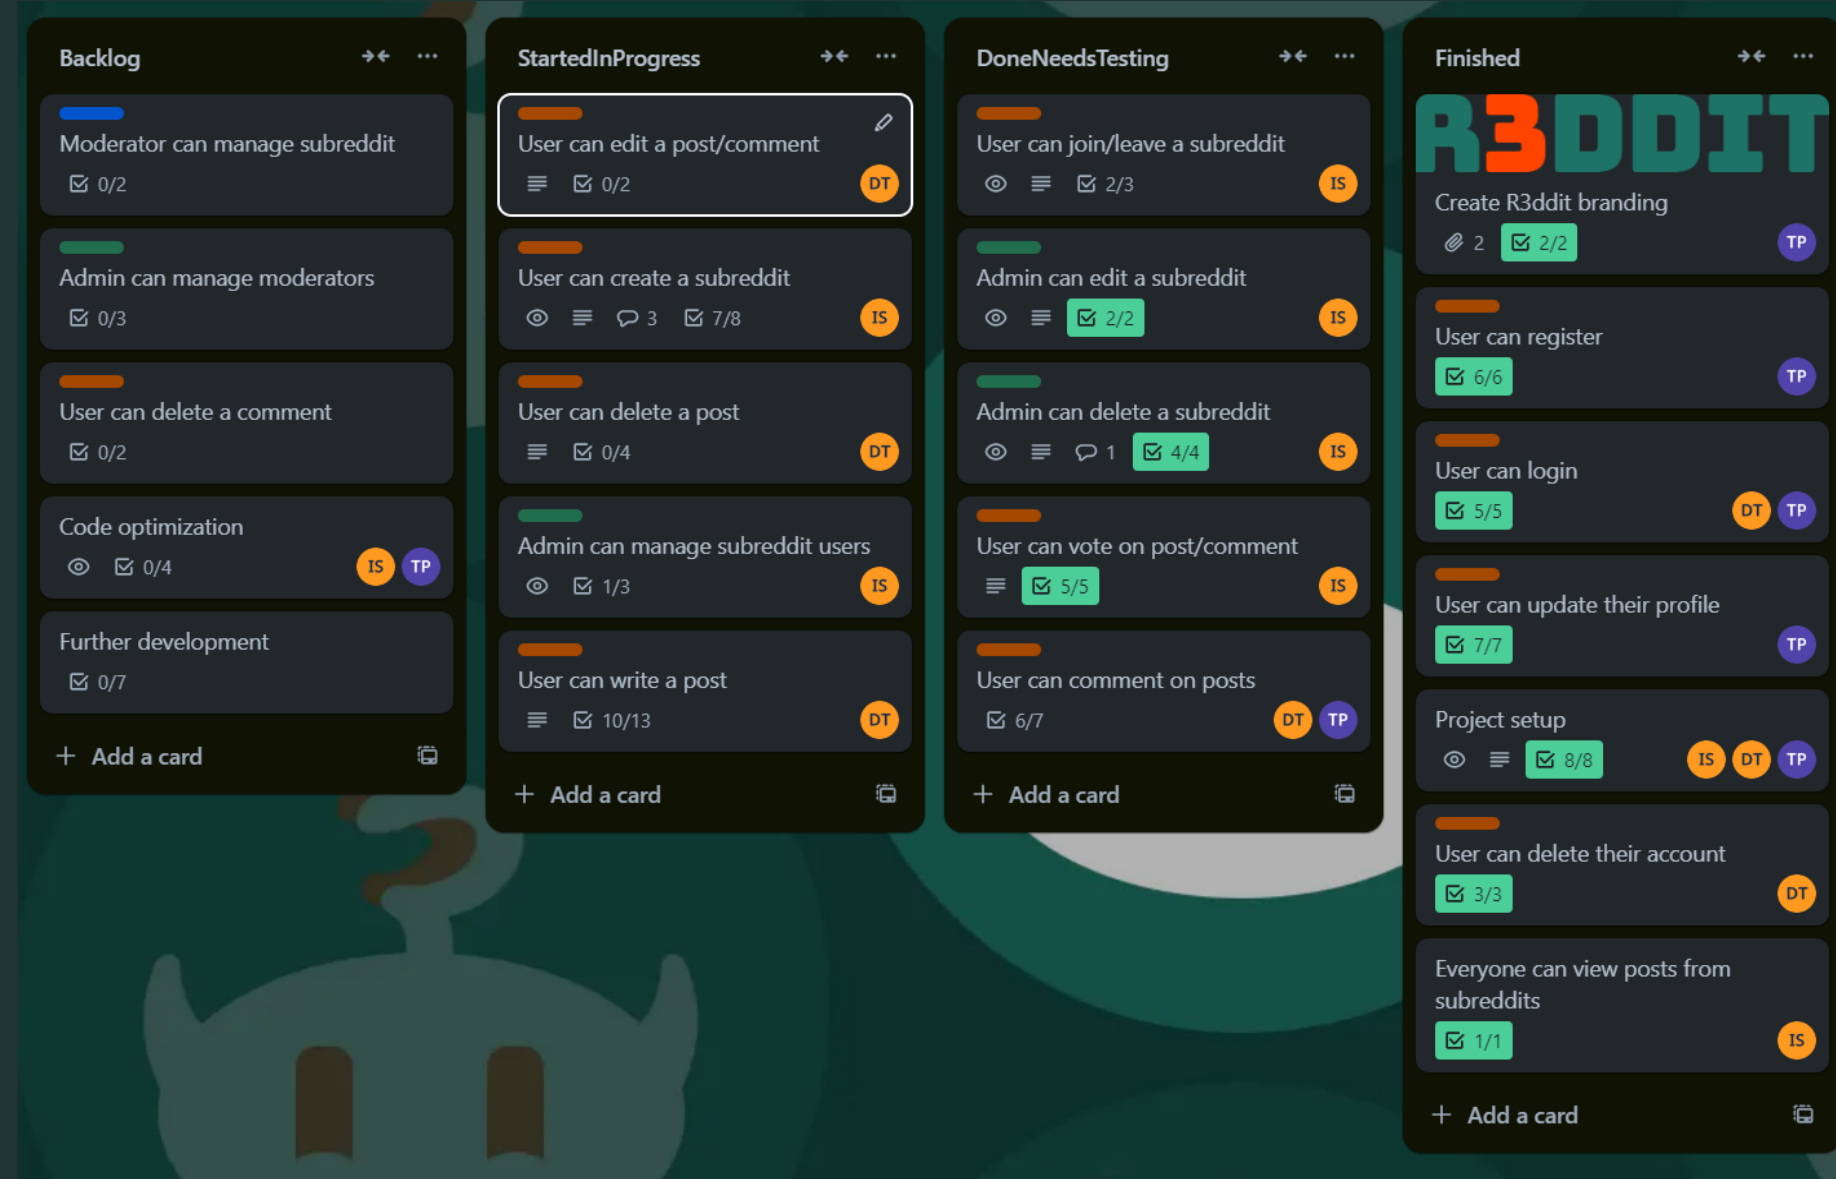 Backlog
Moderator can manage subreddit
0/2
Admin can manage moderators
0/3
User can delete a comment
0/2
Code optimization
0/4 IS TP
Further development
0/7
Add a card
StartedInProgress
User can edit a post/comment
0/2 DT
User can create a subreddit
3 7/8 IS
User can delete a post
0/4 DT
Admin can manage subreddit users
1/3 IS
User can write a post
10/13 DT
Add a card
DoneNeedsTesting
User can join/leave a subreddit
2/3 IS
Admin can edit a subreddit
2/2 IS
Admin can delete a subreddit
1 4/4 IS
User can vote on post/comment
5/5 IS
User can comment on posts
6/7 DT TP
Add a card
Finished
R3DDIT
Create R3ddit branding
2 2/2 TP
User can register
6/6 TP
User can login
5/5 DT TP
User can update their profile
7/7 TP
Project setup
8/8 IS DT TP
User can delete their account
3/3 DT
Everyone can view posts from
subreddits
1/1 IS
Add a card